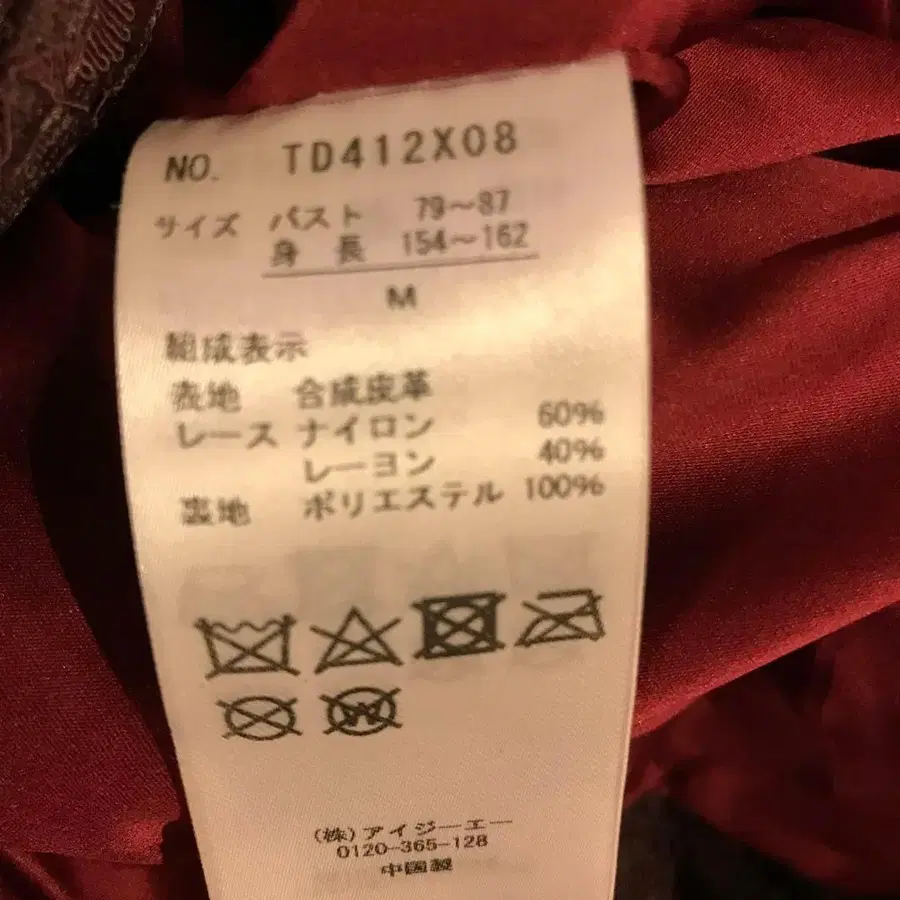 NO. TD412X08
サイズ バスト 79~87
身長 154~162
M
組成表示
表地 合成皮革
レース ナイロン 60%
レーヨン 40%
裏地 ポリエステル 100%
W
(株)アイジーエー
0120-365-128
中国製